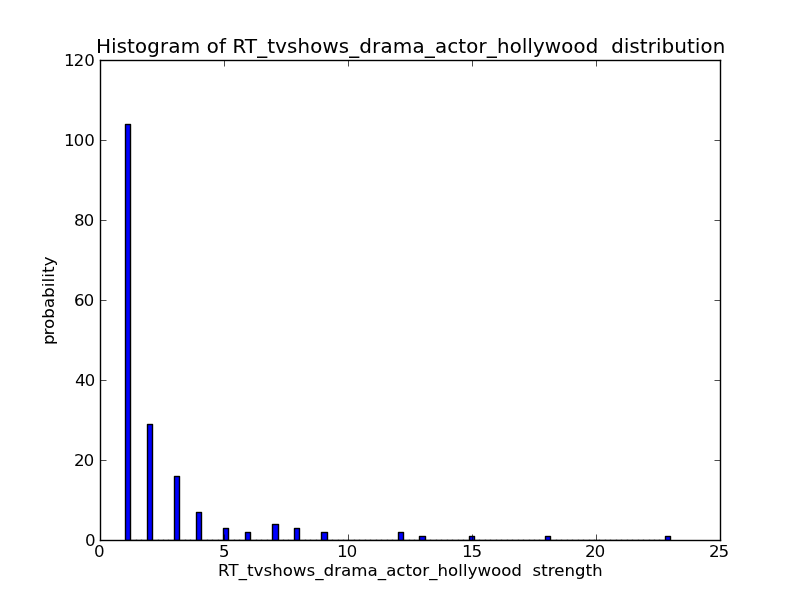 Histogram of RT_tvshows_drama_actor_hollywood distribution
120
100
80
60
40
20
0
probability
0 5 10 15 20 25
RT_tvshows_drama_actor_hollywood strength